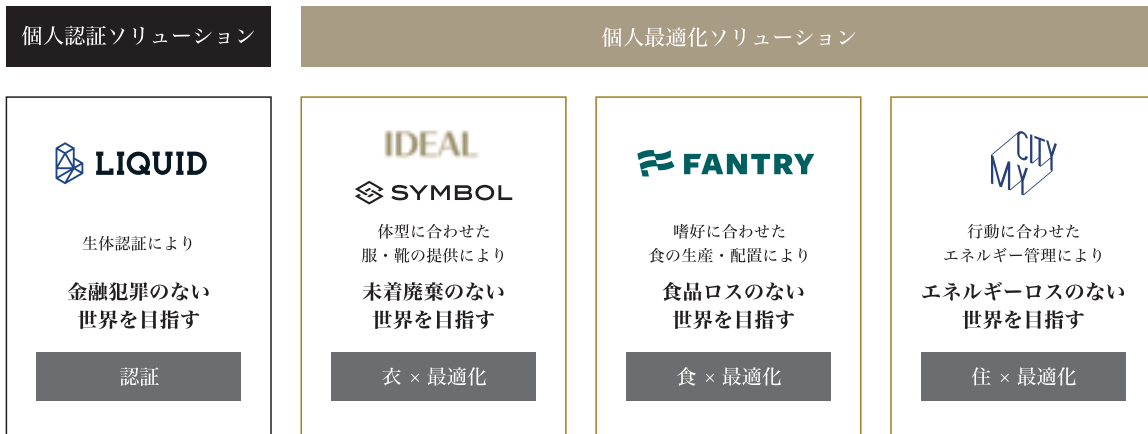 個人認証ソリューション
個人最適化ソリューション
LIQUID
生体認証により
金融犯罪のない
世界を目指す
認証
IDEAL
SYMBOL
体型に合わせた
服・靴の提供により
未着廃棄のない
世界を目指す
衣 × 最適化
FANTRY
嗜好に合わせた
食の生産・配置により
食品ロスのない
世界を目指す
食 × 最適化
CITY
MY
行動に合わせた
エネルギー管理により
エネルギーロスのない
世界を目指す
住 × 最適化